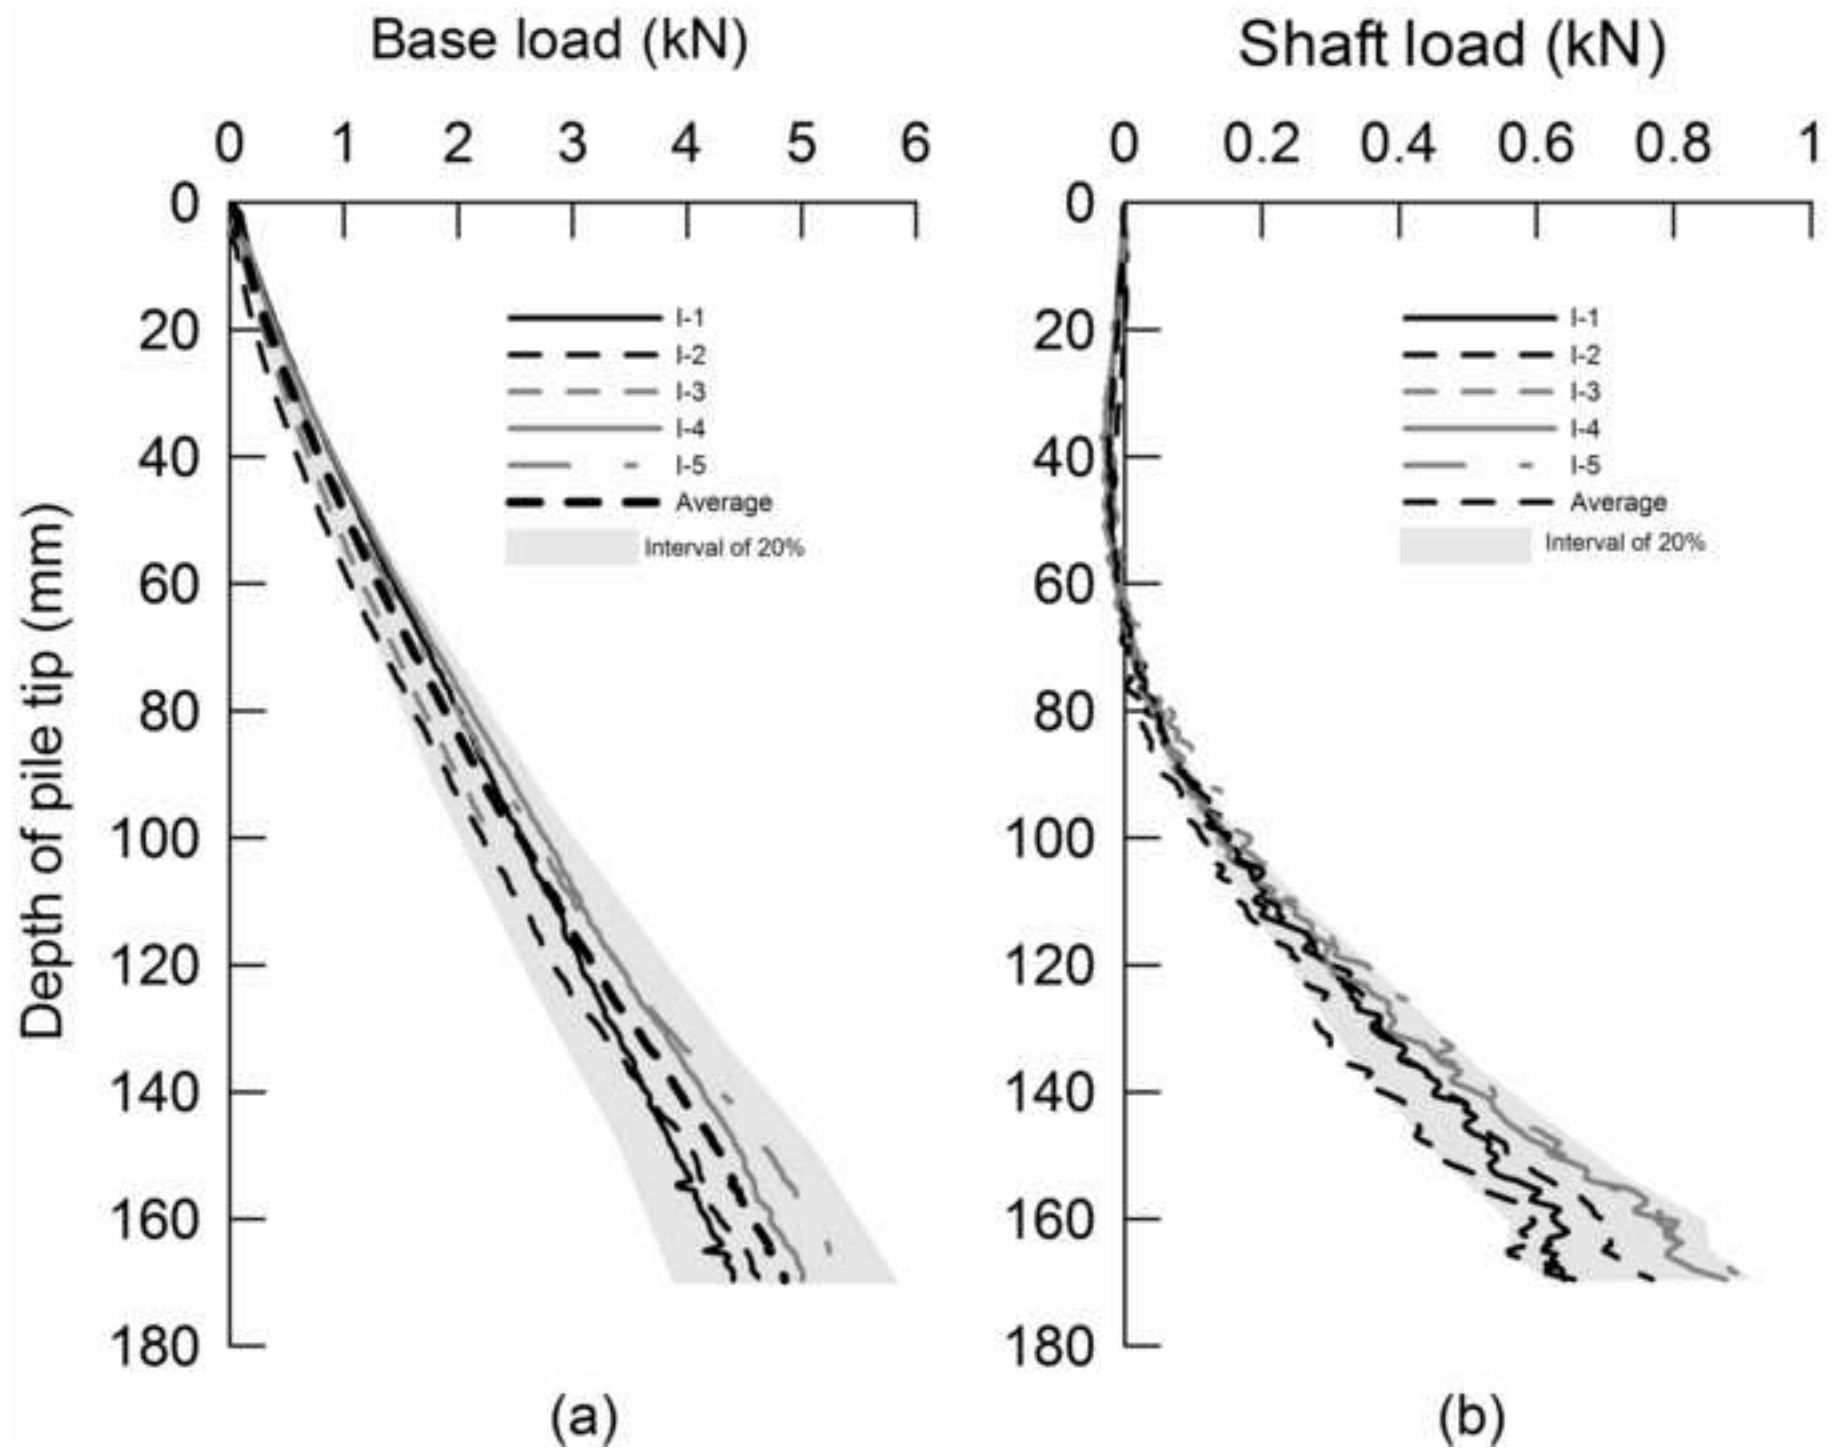 Base load (kN)
0 1 2 3 4 5 6
0
20
40
60
80
100
120
140
160
180
Depth of pile tip (mm)
I-1
I-2
I-3
I-4
I-5
Average
Interval of 20%
(a)
Shaft load (kN)
0 0.2 0.4 0.6 0.8 1
0
20
40
60
80
100
120
140
160
180
I-1
I-2
I-3
I-4
I-5
Average
Interval of 20%
(b)